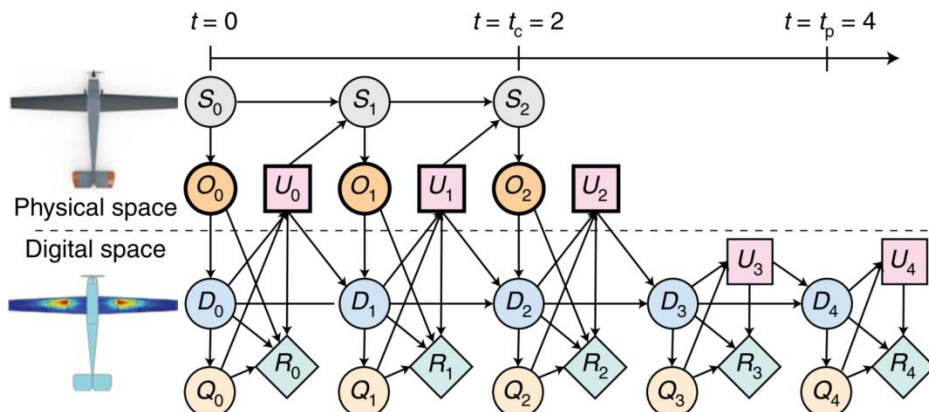 t = 0 t = t_c = 2 t = t_p = 4
S_0 S_1 S_2
O_0 U_0 O_1 U_1 O_2 U_2
Physical space
Digital space
U_3 U_4
D_0 D_1 D_2 D_3 D_4
R_0 R_1 R_2 R_3 R_4
Q_0 Q_1 Q_2 Q_3 Q_4